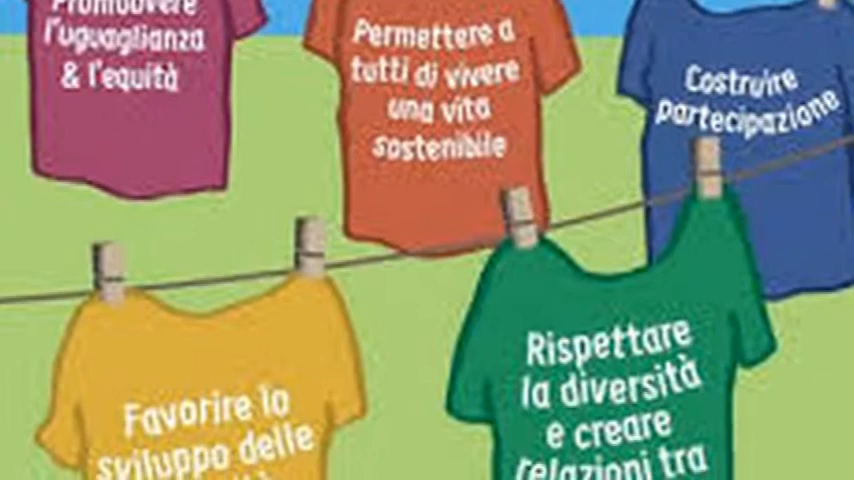 Promuovere
l'uguaglianza
& l'equità
Permettere a
tutti di vivere
una vita
sostenibile
Costruire
partecipazione
Favorire lo
sviluppo delle
Rispettare
la diversità
e creare
relazioni tra